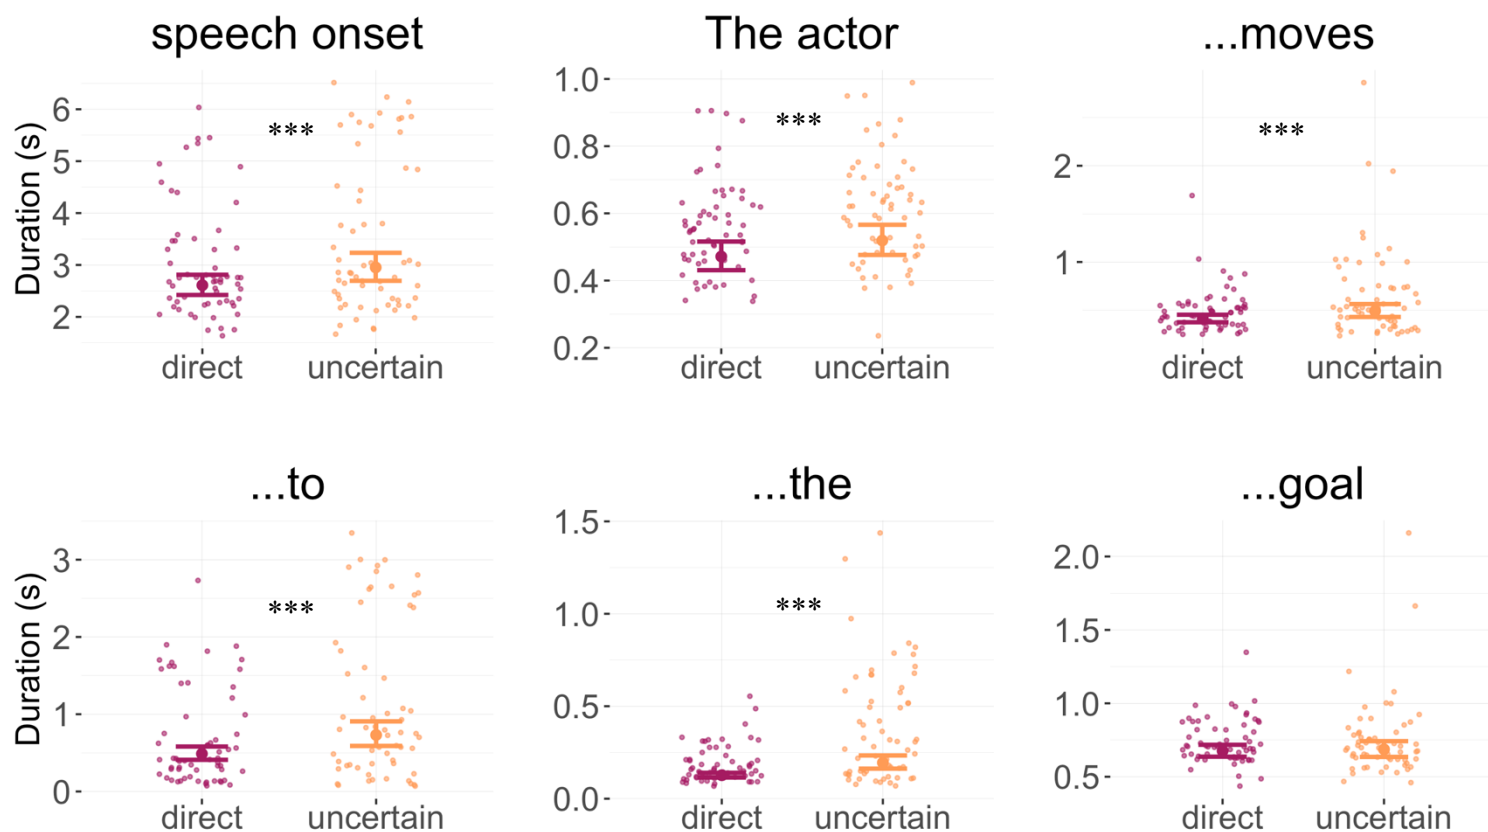 speech onset
The actor
...moves
Duration (s)
6
5
4
3
2
***
direct
uncertain
1.0
0.8
0.6
0.4
0.2
***
direct
uncertain
2
1
***
direct
uncertain
...to
...the
...goal
Duration (s)
3
2
1
0
***
direct
uncertain
1.5
1.0
0.5
0.0
***
direct
uncertain
2.0
1.5
1.0
0.5
direct
uncertain